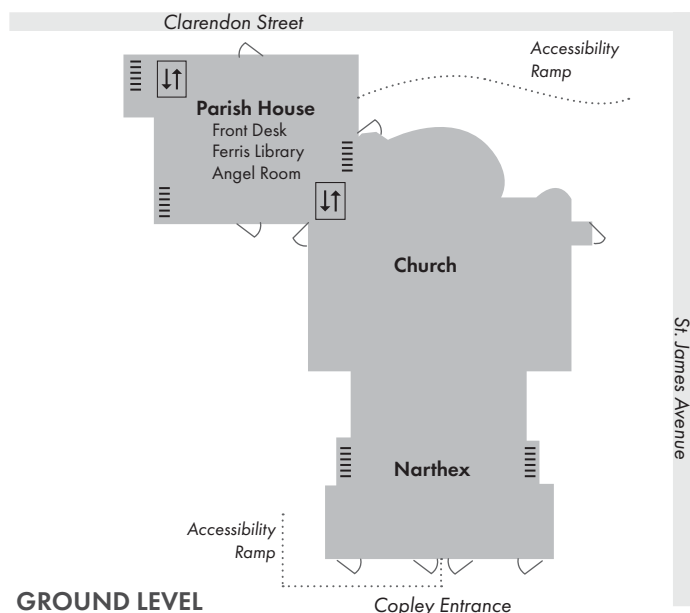 Clarendon Street
Accessibility
Ramp
Parish House
Front Desk
Ferris Library
Angel Room
Church
St. James Avenue
Narthex
Accessibility
Ramp
GROUND LEVEL
Copley Entrance